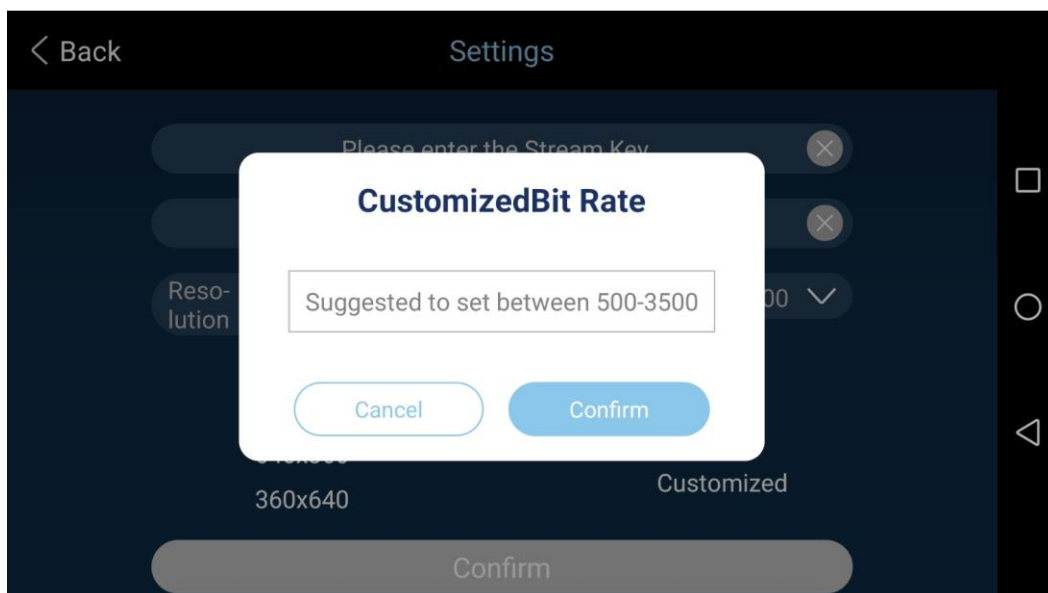 Back
Settings
Please enter the Stream Key
CustomizedBit Rate
Reso-
lution
Suggested to set between 500-3500
00
Cancel
Confirm
360x640
Customized
Confirm